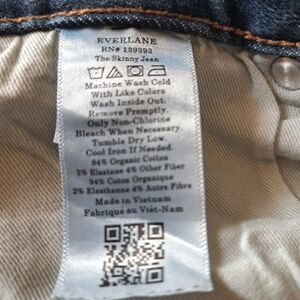 EVERLANE
RN# 139393
The Skinny Jean
Machine Wash Cold
With Like Colors
Wash Inside Out.
Remove Promptly.
Only Non-Chlorine
Bleach When Necessary
Tumble Dry Low.
Cool Iron If Needed.
94% Organic Cotton
2% Elastane 4% Other Fiber
94% Coton Organique
2% Elasthanne 4% Autre Fibre
Made in Vietnam
Fabriqué au Viêt-Nam